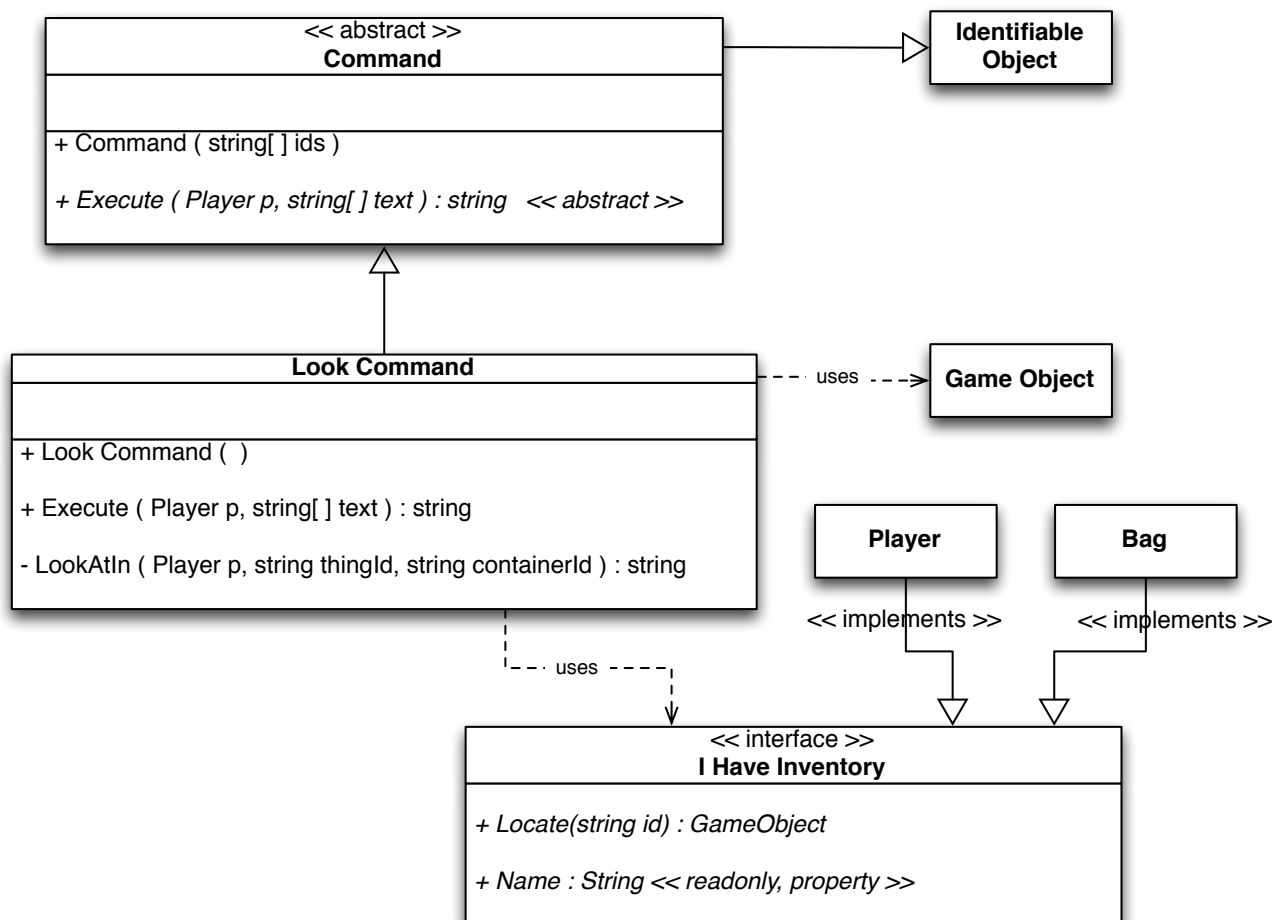 << abstract >>
Command
+ Command ( string[ ] ids )
+ Execute ( Player p, string[ ] text ) : string << abstract >>
Identifiable
Object
Look Command
+ Look Command ( )
+ Execute ( Player p, string[ ] text ) : string
- LookAtIn ( Player p, string thingId, string containerId ) : string
uses
Game Object
Player
Bag
<< implements >>
<< implements >>
uses
<< interface >>
I Have Inventory
+ Locate(string id) : GameObject
+ Name : String << readonly, property >>